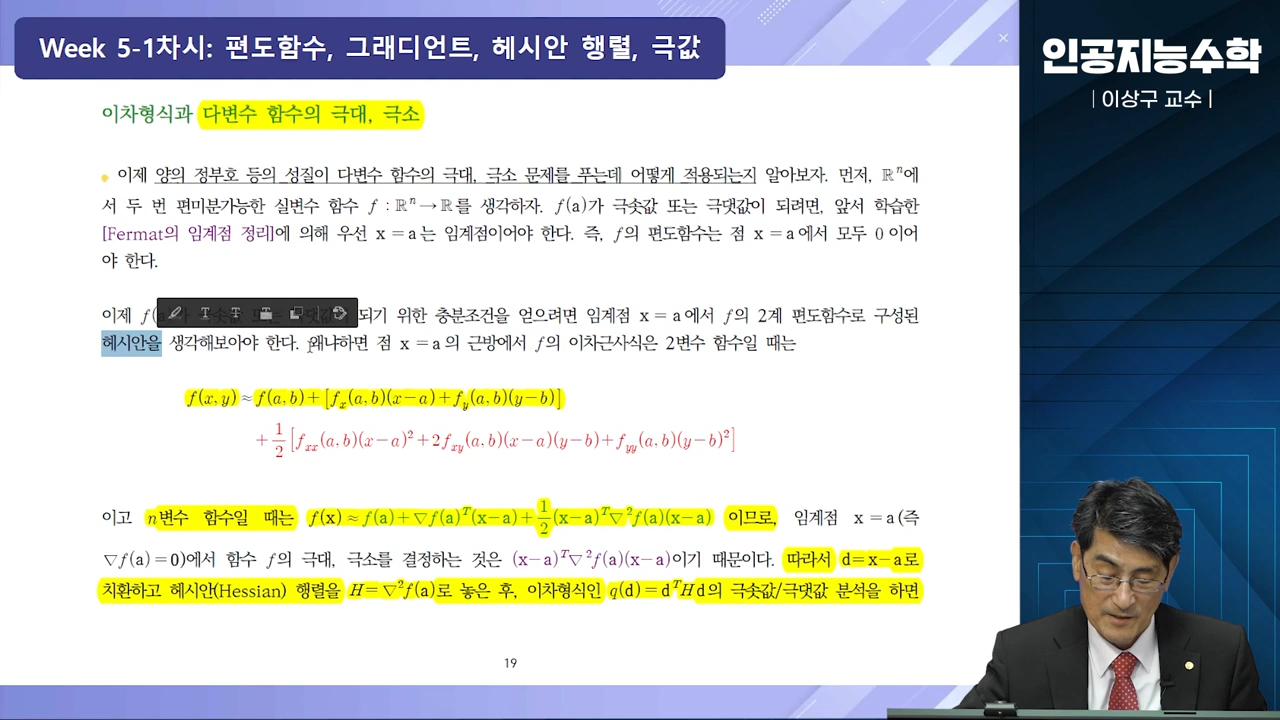 Week 5-1차시: 편도함수, 그래디언트, 헤시안 행렬, 극값
인공지능수학
| 이상구 교수 |
이차형식과 다변수 함수의 극대, 극소
이제 양의 정부호 등의 성질이 다변수 함수의 극대, 극소 문제를 푸는데 어떻게 적용되는지 알아보자. 먼저, ℝⁿ에
서 두 번 편미분가능한 실변수 함수 f : ℝⁿ→ℝ를 생각하자. f(a)가 극솟값 또는 극댓값이 되려면, 앞서 학습한
[Fermat의 임계점 정리]에 의해 우선 x = a는 임계점이어야 한다. 즉, f의 편도함수는 점 x = a에서 모두 0 이어
야 한다.
이제 f(a 되기 위한 충분조건을 얻으려면 임계점 x = a에서 f의 2계 편도함수로 구성된
헤시안을 생각해보아야 한다. 왜냐하면 점 x = a의 근방에서 f의 이차근사식은 2변수 함수일 때는
f(x, y) ≈ f(a, b) + [f_x(a, b)(x−a) + f_y(a, b)(y−b)]
+ 1/2 [f_xx(a, b)(x−a)² + 2f_xy(a, b)(x−a)(y−b) + f_yy(a, b)(y−b)²]
이고 n변수 함수일 때는 f(x) ≈ f(a) + ▽f(a)ᵀ(x−a) + 1/2(x−a)ᵀ▽²f(a)(x−a) 이므로, 임계점 x = a(즉
▽f(a) = 0)에서 함수 f의 극대, 극소를 결정하는 것은 (x−a)ᵀ▽²f(a)(x−a)이기 때문이다. 따라서 d = x−a로
치환하고 헤시안(Hessian) 행렬을 H = ▽²f(a)로 놓은 후, 이차형식인 q(d) = dᵀHd의 극솟값/극댓값 분석을 하면
19